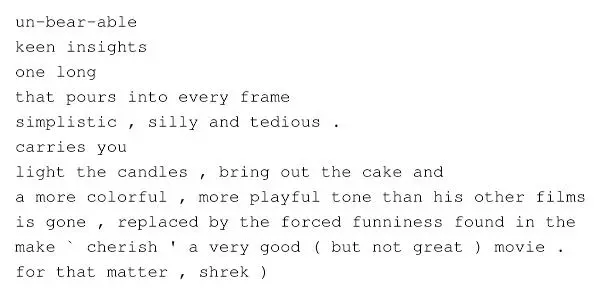 un-bear-able
keen insights
one long
that pours into every frame
simplistic , silly and tedious .
carries you
light the candles , bring out the cake and
a more colorful , more playful tone than his other films
is gone , replaced by the forced funniness found in the
make ` cherish ' a very good ( but not great ) movie .
for that matter , shrek )